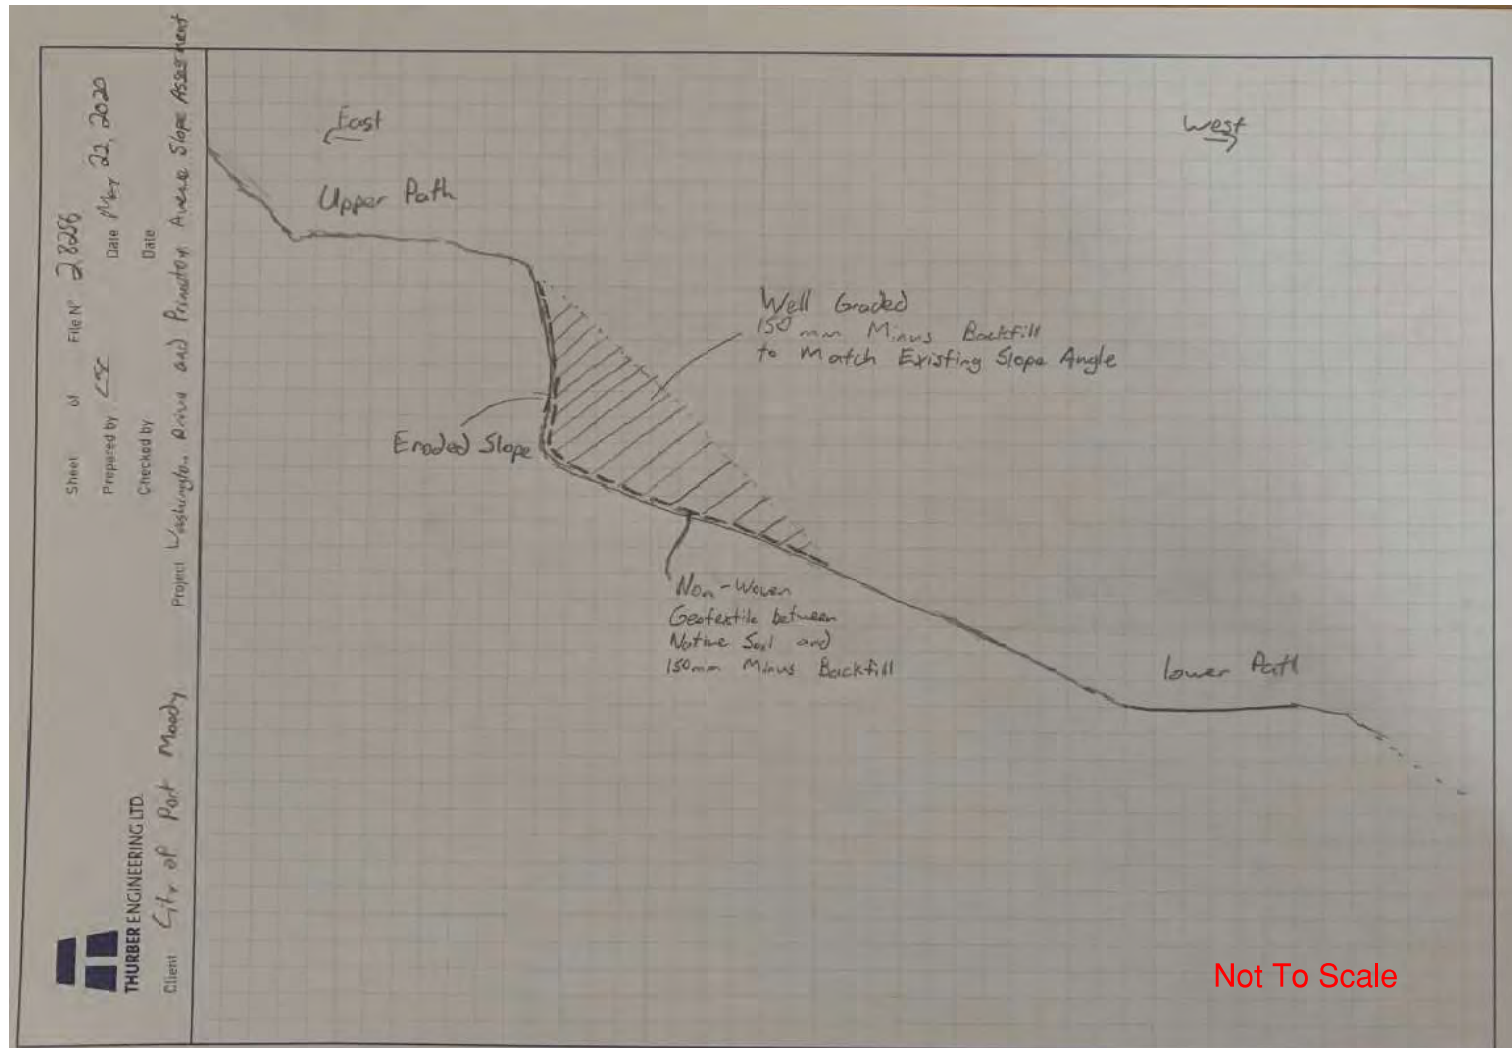 East
West
Upper Path
Well Graded
150 mm Minus Backfill
to Match Existing Slope Angle
Eroded Slope
Non-Woven
Geotextile between
Native Soil and
150mm Minus Backfill
lower Path
Not To Scale
THURBER ENGINEERING LTD.
Client City of Port Moody
Project Washington Drive and Princeton Avenue Slope Assessment
Sheet of File Nº 28256
Prepared by Date May 22, 2020
Checked by Date